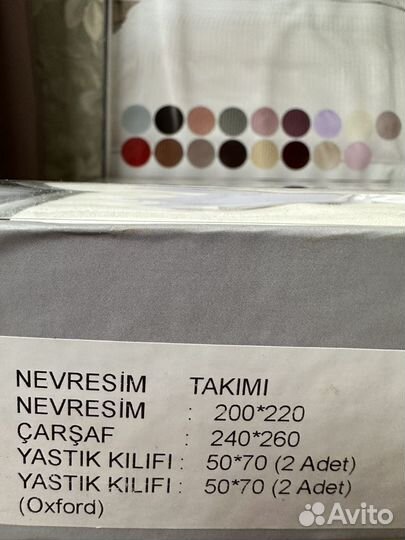 NEVRESİM TAKIMI
NEVRESİM : 200*220
ÇARŞAF : 240*260
YASTIK KILIFI : 50*70 (2 Adet)
YASTIK KILIFI : 50*70 (2 Adet)
(Oxford)
Avito